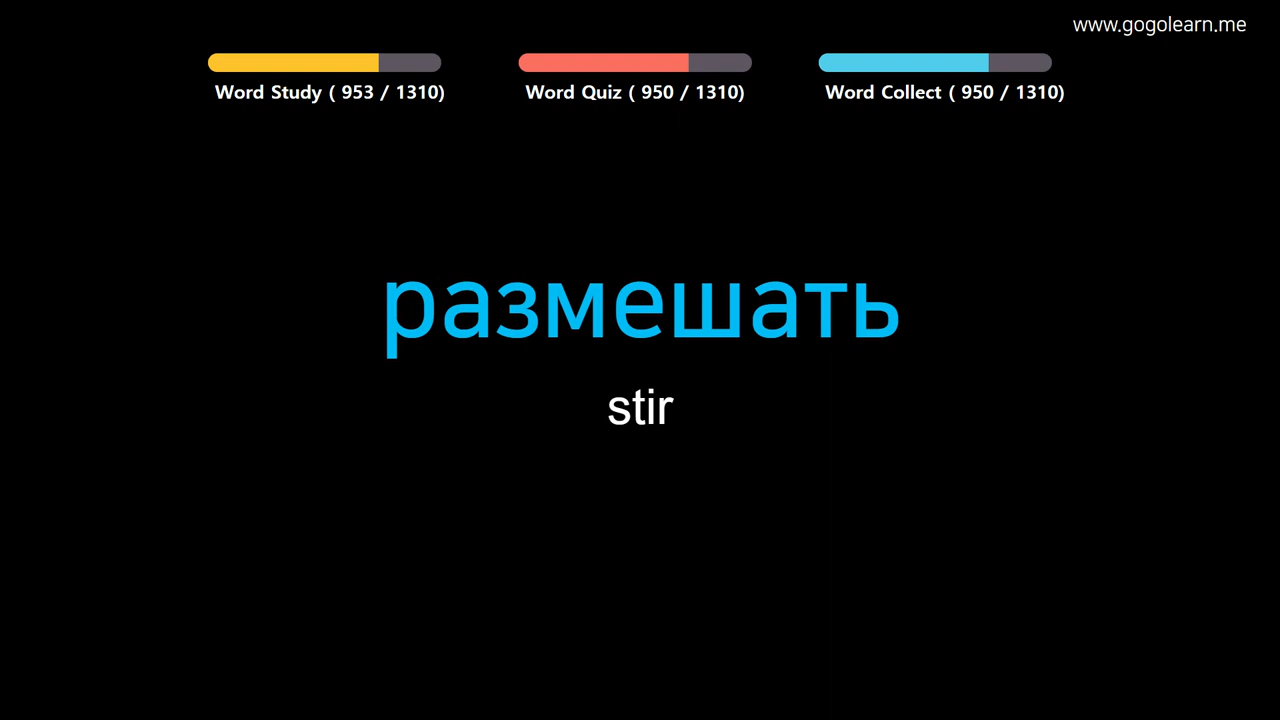 www.gogolearn.me
Word Study ( 953 / 1310)
Word Quiz ( 950 / 1310)
Word Collect ( 950 / 1310)
размешать
stir